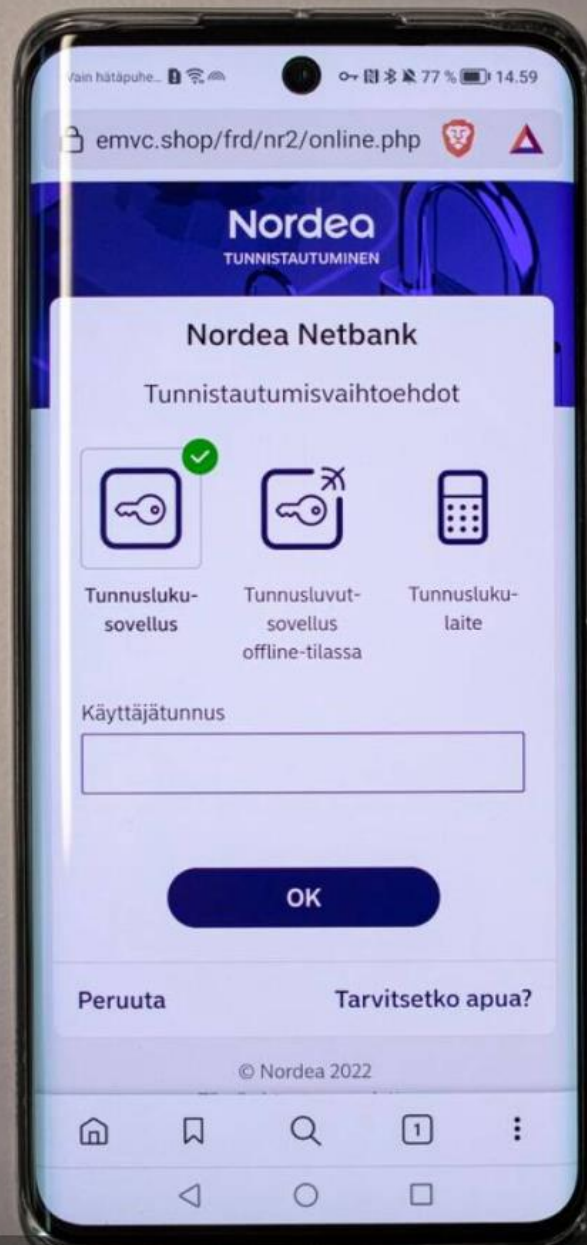 Vain hätäpuhe... 77 % 14.59
emvc.shop/frd/nr2/online.php
Nordea
TUNNISTAUTUMINEN
Nordea Netbank
Tunnistautumisvaihtoehdot
Tunnusluku-
sovellus
Tunnusluvut-
sovellus
offline-tilassa
Tunnusluku-
laite
Käyttäjätunnus
OK
Peruuta Tarvitsetko apua?
© Nordea 2022
1